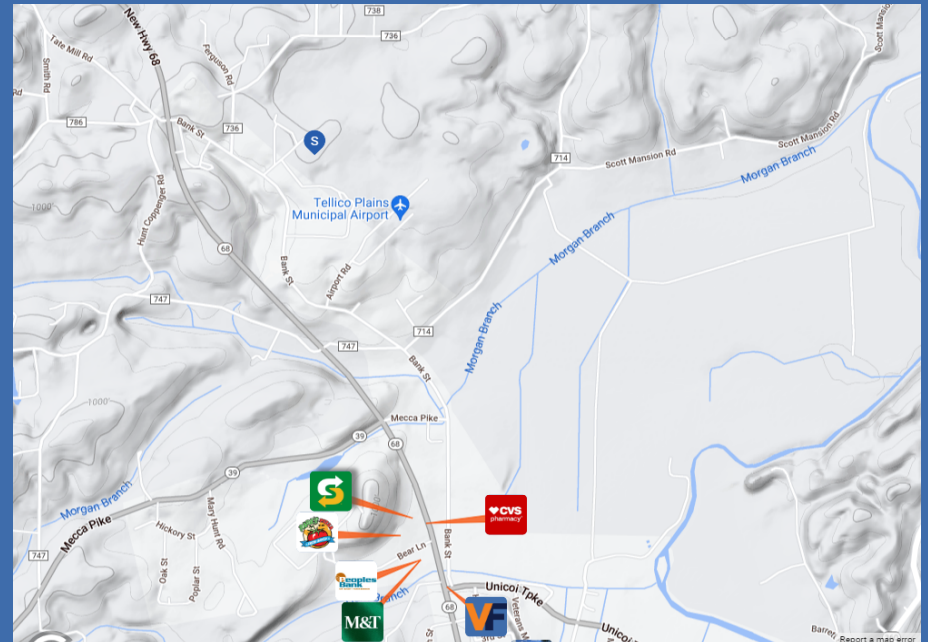 738
736
New Hwy 68
Tate Mill Rd
Ferguson Rd
Smith Rd
Rd
786
Bank St
736
S
Scott Mansion Rd
714
Scott Mansion Rd
Morgan Branch
Tellico Plains
Municipal Airport
1000'
Hunt Coppenger Rd
68
Morgan Branch
Bank St
Airport Rd
747
714
747
Morgan Branch
Bank St
1000'
Mecca Pike
39
68
39
Morgan Branch
Mecca Pike
Mary Hunt Rd
Hickory St
S
CVS
pharmacy
Bank St
747
Oak St
Poplar St
Bear Ln
Peoples
Bank
Unicoi Tpke
M&T
68
VF
Report a map error